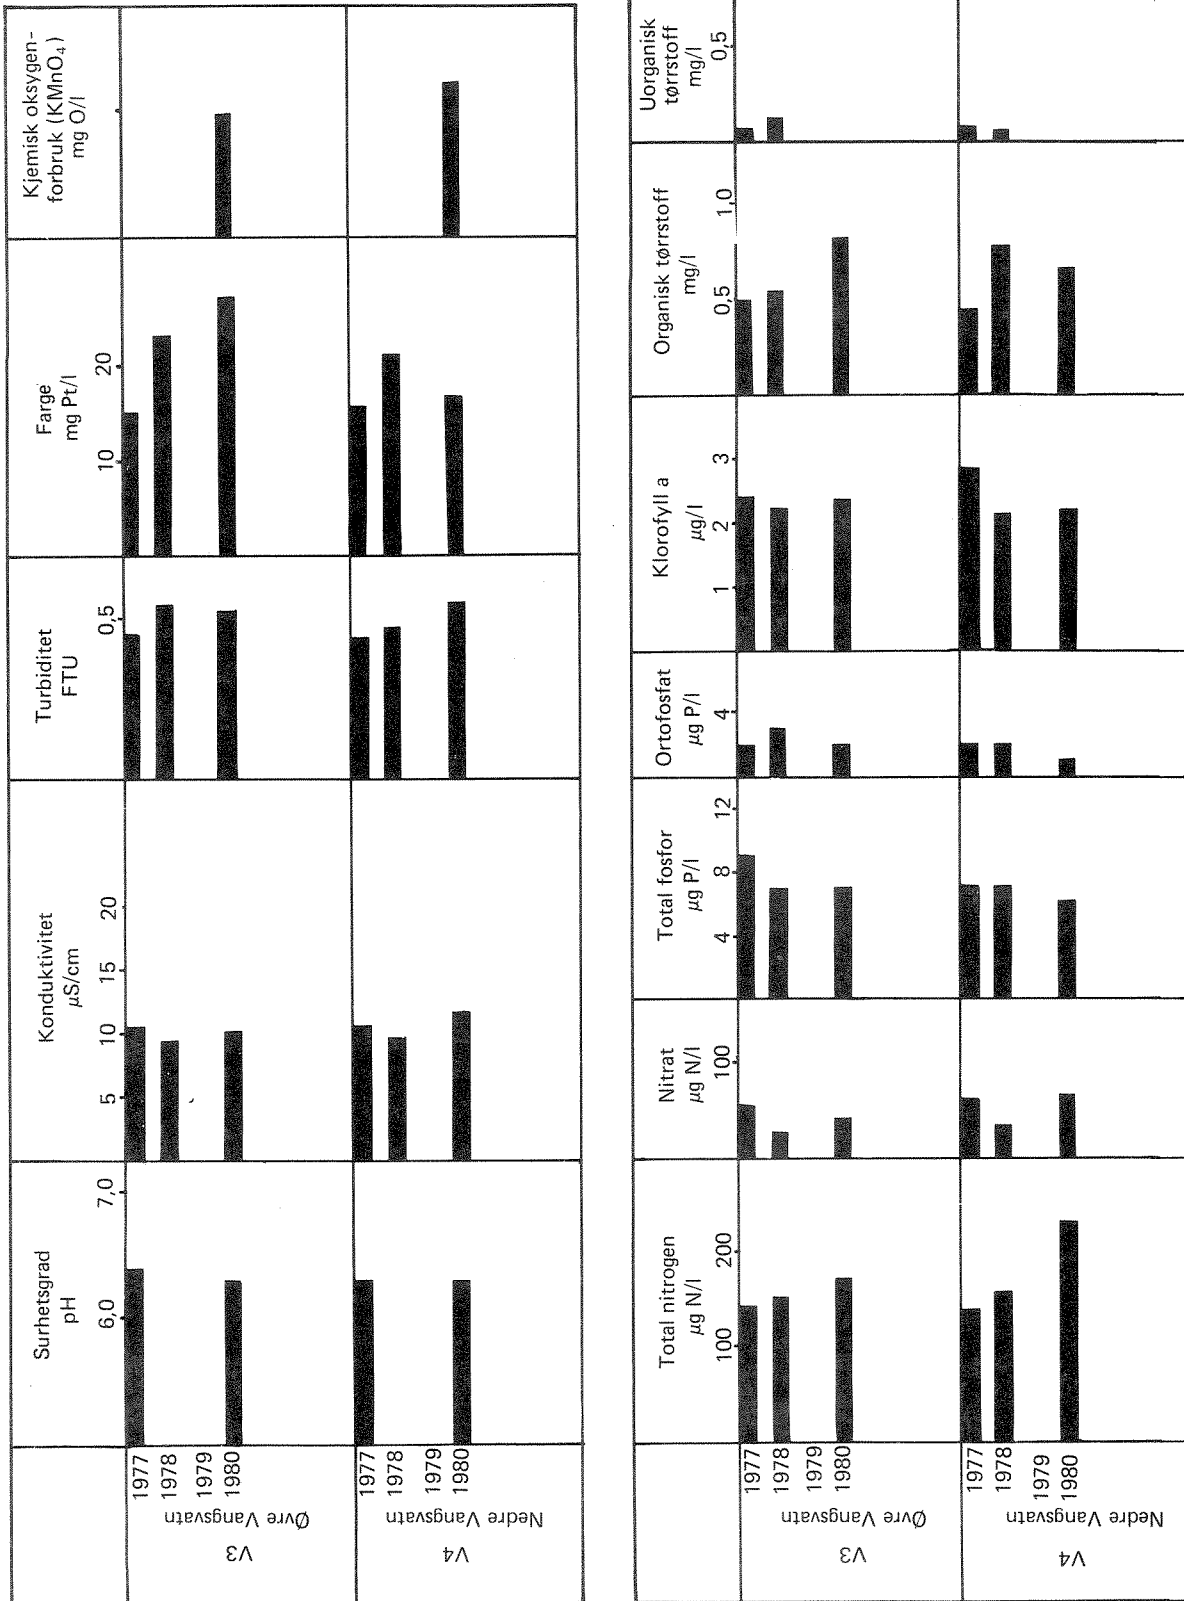 Surhetsgrad
pH
6,0
7,0
Konduktivitet
µS/cm
5
10
15
20
Turbiditet
FTU
0,5
Farge
mg Pt/l
10
20
Kjemisk oksygen-
forbruk (KMnO₄)
mg O/l
1977
1978
1979
1980
Øvre Vangsvatn
V3
1977
1978
1979
1980
Nedre Vangsvatn
V4
Total nitrogen
µg N/l
100
200
Nitrat
µg N/l
100
Total fosfor
µg P/l
4
8
12
Ortofosfat
µg P/l
4
Klorofyll a
µg/l
1
2
3
Organisk tørrstoff
mg/l
0,5
1,0
Uorganisk
tørrstoff
mg/l
0,5
1977
1978
1979
1980
Øvre Vangsvatn
V3
1977
1978
1979
1980
Nedre Vangsvatn
V4